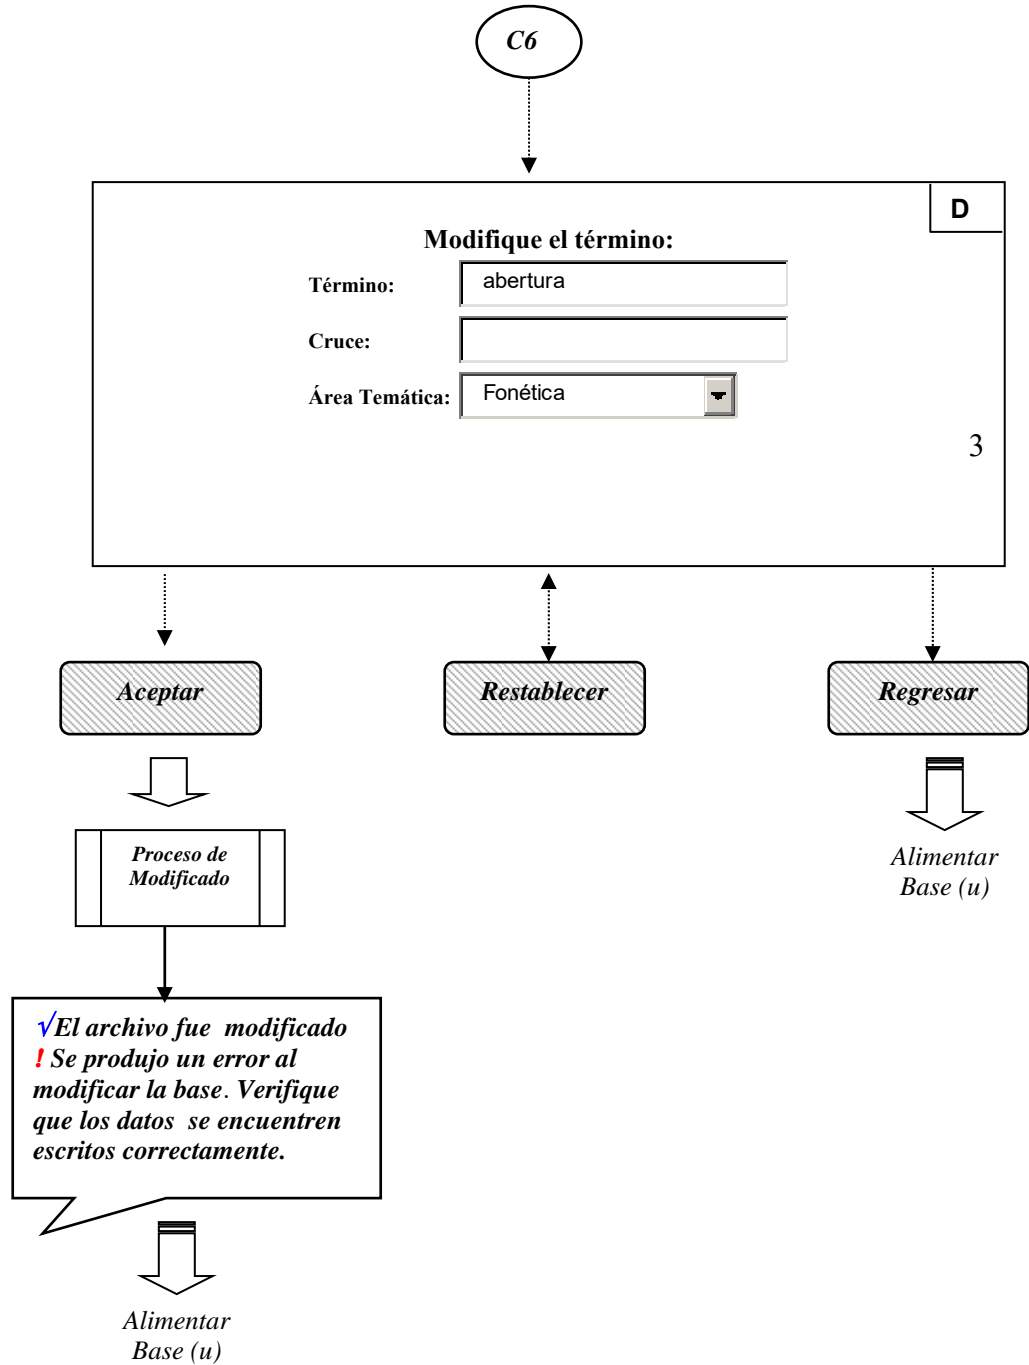 C6
D
Modifique el término:
Término: abertura
Cruce:
Área Temática: Fonética
3
Aceptar Restablecer Regresar
Proceso de
Modificado
Alimentar
Base (u)
√El archivo fue modificado
! Se produjo un error al
modificar la base. Verifique
que los datos se encuentren
escritos correctamente.
Alimentar
Base (u)